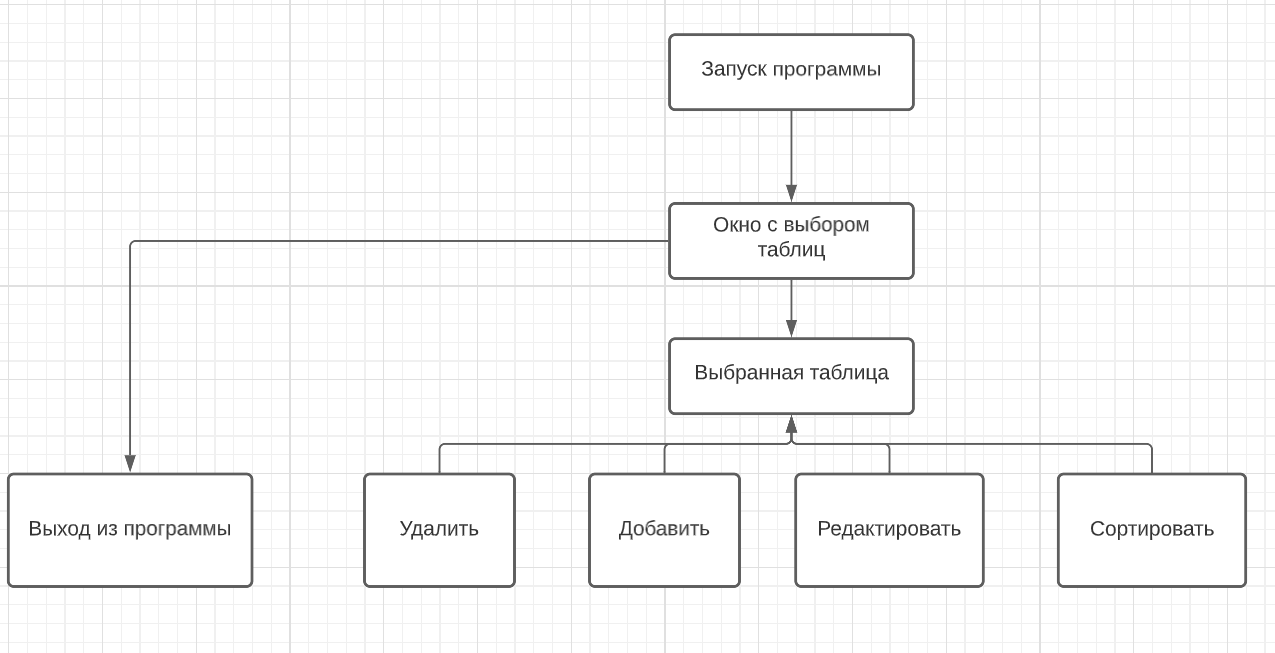 Запуск программы
Окно с выбором
таблиц
Выбранная таблица
Выход из программы
Удалить
Добавить
Редактировать
Сортировать